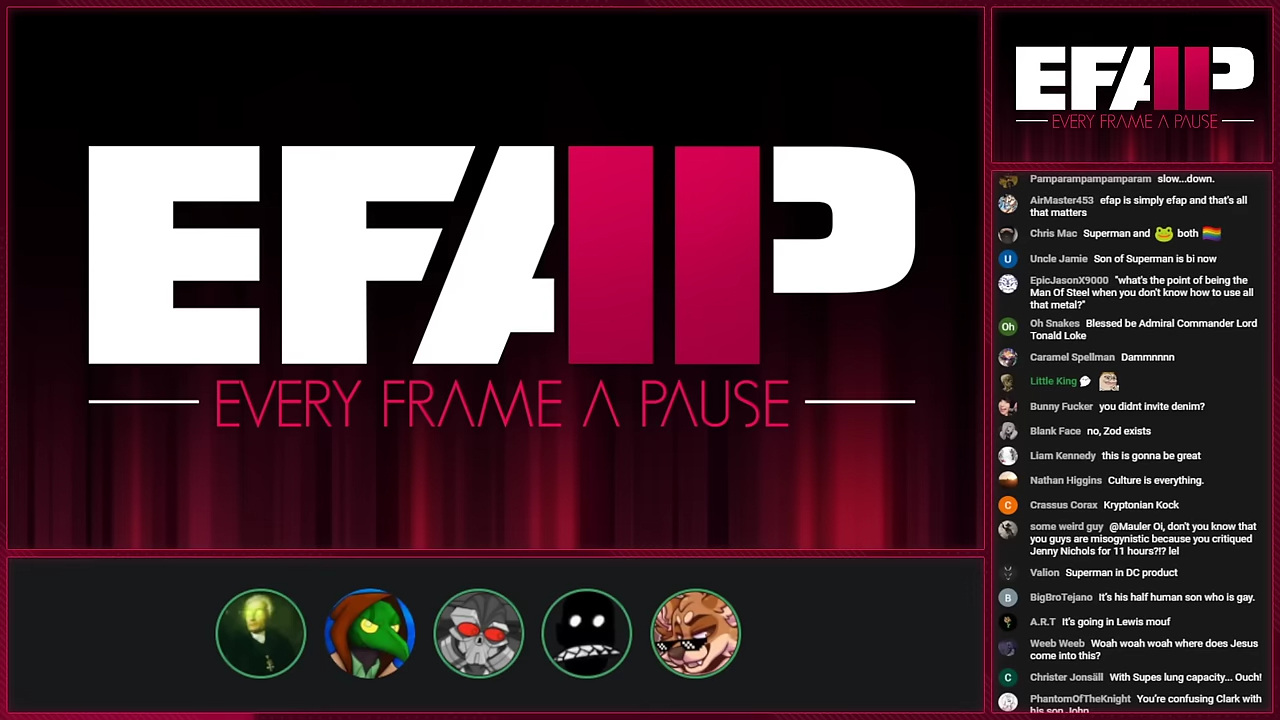 EFAP
EVERY FRAME A PAUSE
EFAP
EVERY FRAME A PAUSE
Pamparampampamparam slow...down.
AirMaster453 efap is simply efap and that's all
that matters
Chris Mac Superman and 🐸 both 🏳️‍🌈
U
Uncle Jamie Son of Superman is bi now
EpicJasonX9000 "what's the point of being the
Man Of Steel when you don't know how to use all
that metal?"
Oh
Oh Snakes Blessed be Admiral Commander Lord
Tonald Loke
Caramel Spellman Dammnnnn
Little King
Bunny Fucker you didnt invite denim?
Blank Face no, Zod exists
Liam Kennedy this is gonna be great
Nathan Higgins Culture is everything.
C
Crassus Corax Kryptonian Kock
some weird guy @Mauler Oi, don't you know that
you guys are misogynistic because you critiqued
Jenny Nichols for 11 hours?!? lel
Valion Superman in DC product
B
BigBroTejano It's his half human son who is gay.
A.R.T It's going in Lewis mouf
Weeb Weeb Woah woah woah where does Jesus
come into this?
C
Christer Jonsäll With Supes lung capacity... Ouch!
PhantomOfTheKnight You're confusing Clark with
his son John